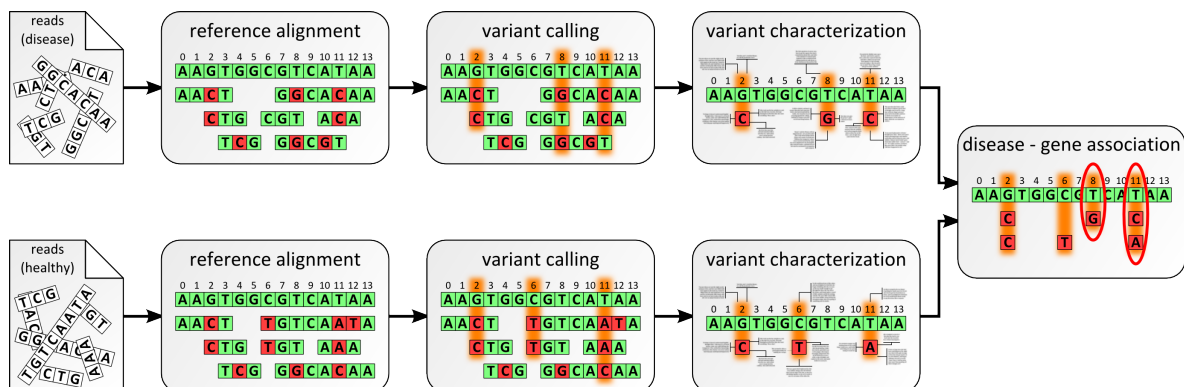 reads
(disease)
ACA
GGCACAA
TCG
reference alignment
0 1 2 3 4 5 6 7 8 9 10 11 12 13
AAGTGGCGTCATAA
AACT GGCACAA
CTG CGT ACA
TCG GGCGT
variant calling
0 1 2 3 4 5 6 7 8 9 10 11 12 13
AAGTGGCGTCATAA
AACT GGCACAA
CTG CGT ACA
TCG GGCGT
variant characterization
0 1 2 3 4 5 6 7 8 9 10 11 12 13
AAGTGGCGTCATAA
C G C
disease - gene association
0 1 2 3 4 5 6 7 8 9 10 11 12 13
AAGTGGCGTCATAA
C G C
C T A
reads
(healthy)
TCG
TGTCAATA
CTG
reference alignment
0 1 2 3 4 5 6 7 8 9 10 11 12 13
AAGTGGCGTCATAA
AACT TGTCAATA
CTG TGT AAA
TCG GGCACAA
variant calling
0 1 2 3 4 5 6 7 8 9 10 11 12 13
AAGTGGCGTCATAA
AACT TGTCAATA
CTG TGT AAA
TCG GGCACAA
variant characterization
0 1 2 3 4 5 6 7 8 9 10 11 12 13
AAGTGGCGTCATAA
C T A